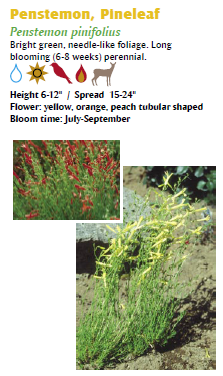 Penstemon, Pineleaf
Penstemon pinifolius
Bright green, needle-like foliage. Long
blooming (6-8 weeks) perennial.
Height 6-12" / Spread 15-24"
Flower: yellow, orange, peach tubular shaped
Bloom time: July-September